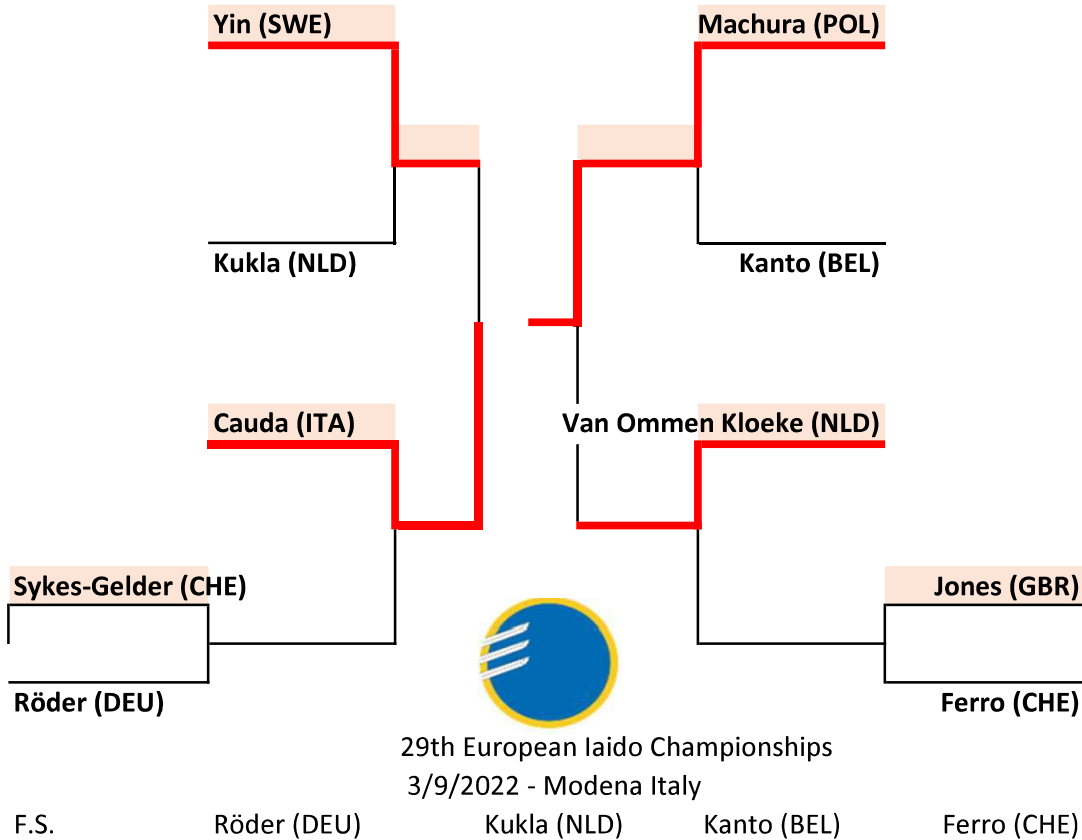 Yin (SWE)
Machura (POL)
Kukla (NLD)
Kanto (BEL)
Cauda (ITA)
Van Ommen Kloeke (NLD)
Sykes-Gelder (CHE)
Jones (GBR)
Röder (DEU)
Ferro (CHE)
29th European Iaido Championships
3/9/2022 - Modena Italy
F.S. Röder (DEU) Kukla (NLD) Kanto (BEL) Ferro (CHE)